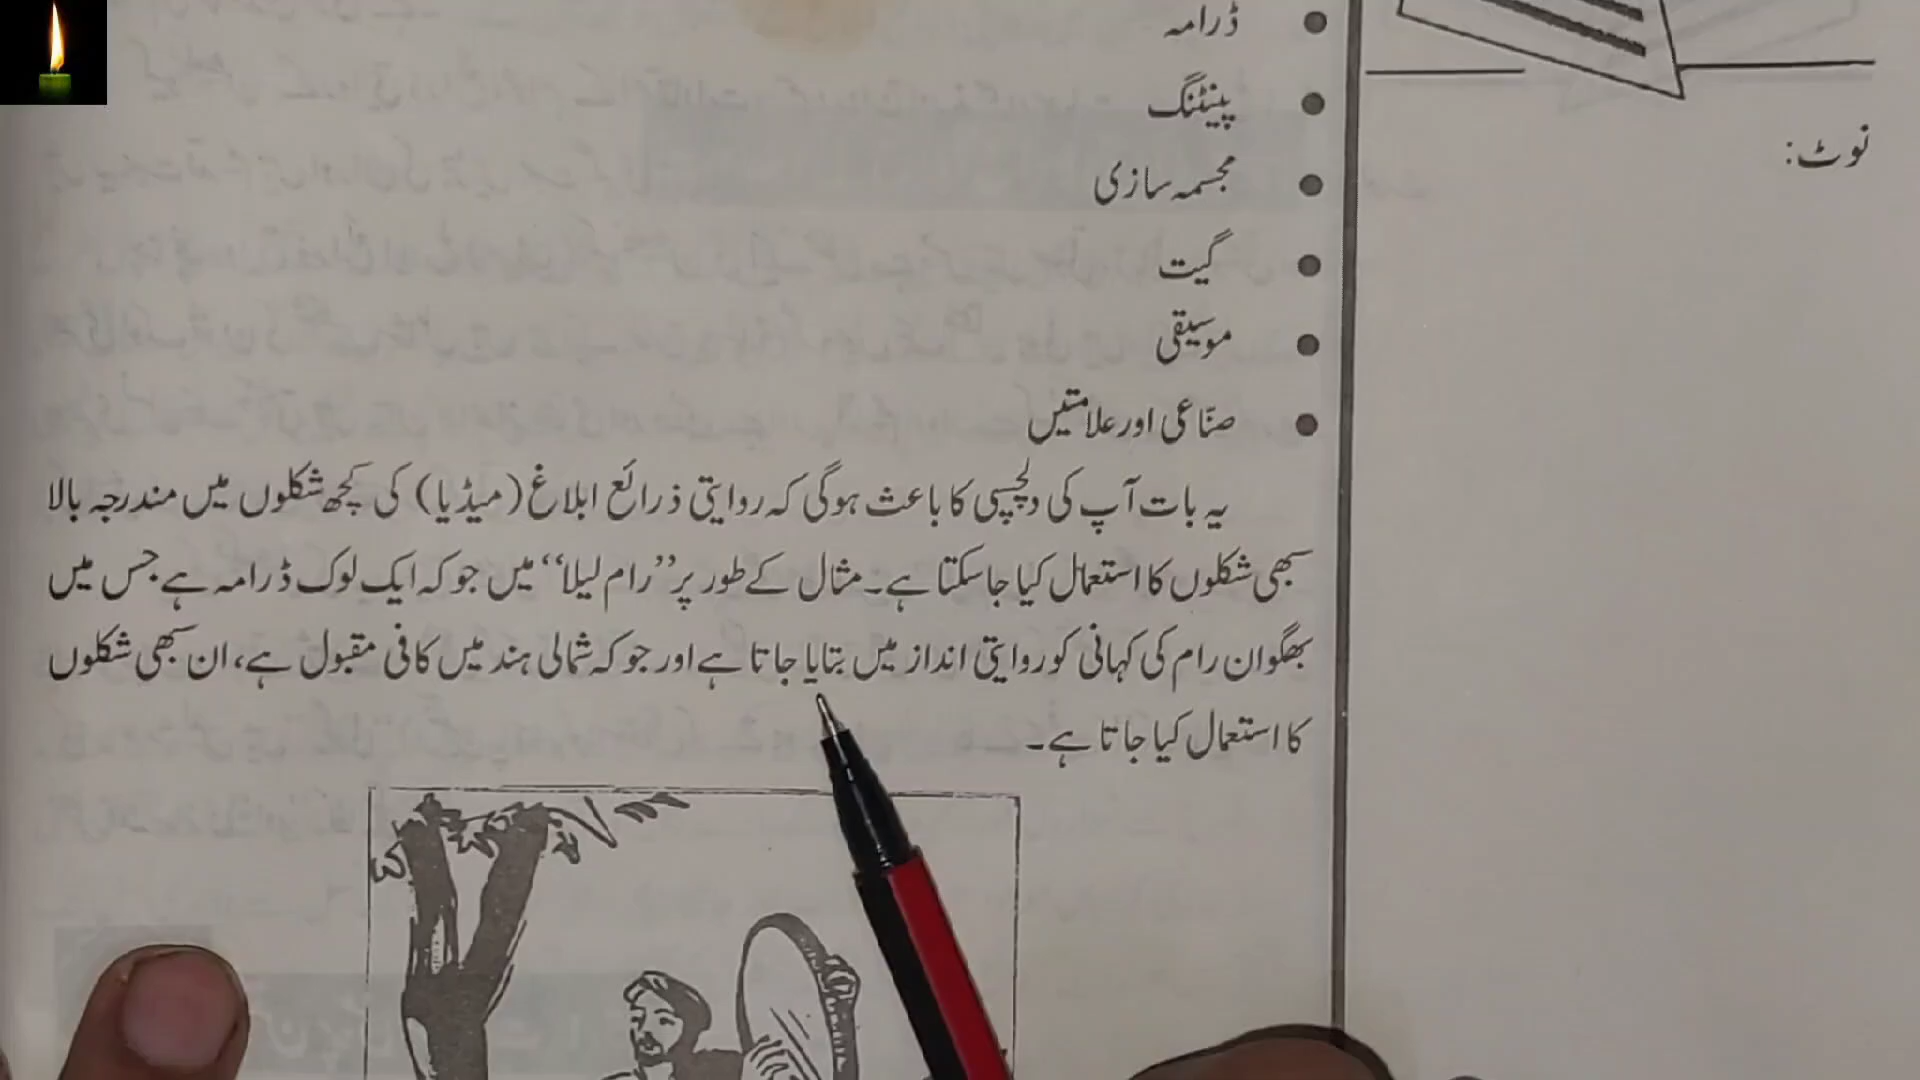 ڈرامہ
پینٹنگ
مجسمہ سازی
گیت
موسیقی
صنّاعی اور علامتیں
یہ بات آپ کی دلچسپی کا باعث ہوگی کہ روایتی ذرائع ابلاغ (میڈیا) کی کچھ شکلوں میں مندرجہ بالا
سبھی شکلوں کا استعمال کیا جاسکتا ہے۔ مثال کے طور پر ”رام لیلا“ میں جو کہ ایک لوک ڈرامہ ہے جس میں
بھگوان رام کی کہانی کو روایتی انداز میں بتایا جاتا ہے اور جو کہ شمالی ہند میں کافی مقبول ہے، ان سبھی شکلوں
کا استعمال کیا جاتا ہے۔
نوٹ: